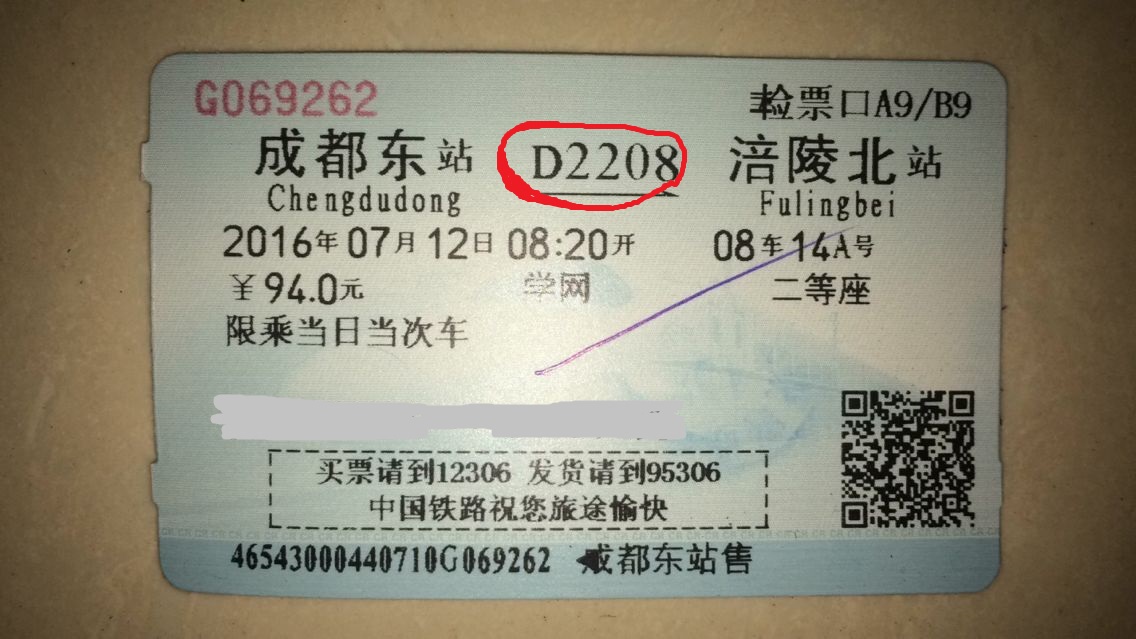 G069262 检票口A9/B9
成都东站 D2208 涪陵北站
Chengdudong Fulingbei
2016年07月12日 08:20开 08车14A号
￥94.0元 学网 二等座
限乘当日当次车
买票请到12306 发货请到95306
中国铁路祝您旅途愉快
46543000440710G069262 成都东站售